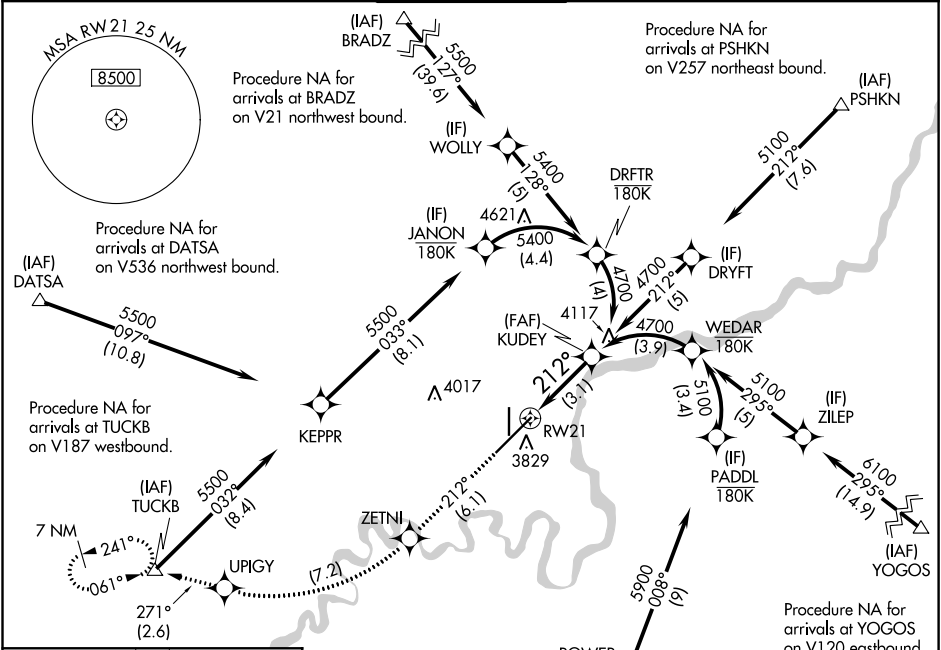 MSA RW 21 25 NM
8500
(IAF)
BRADZ
5500
127°
(39.6)
Procedure NA for
arrivals at BRADZ
on V21 northwest bound.
Procedure NA for
arrivals at PSHKN
on V257 northeast bound.
(IAF)
PSHKN
5100
212°
(7.6)
(IF)
WOLLY
5400
128°
(5)
DRFTR
180K
(IF)
JANON
180K
4621
5400
(4.4)
Procedure NA for
arrivals at DATSA
on V536 northwest bound.
(IAF)
DATSA
5500
097°
(10.8)
5500
033°
(8.1)
4700
(4)
4700
212°
(5)
(IF)
DRYFT
4117
(FAF)
KUDEY
4700
(3.9)
WEDAR
180K
212°
(3.1)
4017
KEPPR
RW21
3829
5100
(3.4)
5100
295°
(5)
(IF)
ZILEP
(IF)
PADDL
180K
6100
295°
(14.9)
(IAF)
YOGOS
Procedure NA for
arrivals at TUCKB
on V187 westbound.
(IAF)
TUCKB
5500
032°
(8.4)
7 NM
241°
061°
UPIGY
271°
(2.6)
(7.2)
ZETNI
212°
(6.1)
5900
008°
(9)
Procedure NA for
arrivals at YOGOS
on V120 eastbound
POWER